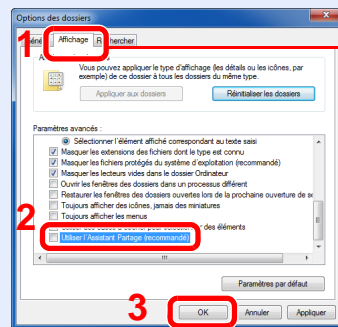 Options des dossiers
1
Affichage
Rechercher
Vous pouvez appliquer le type d'affichage (les détails ou les icônes, par
exemple) de ce dossier à tous les dossiers du même type.
Appliquer aux dossiers
Réinitialiser les dossiers
Paramètres avancés :
Sélectionner l'élément affiché correspondant au texte saisi
Masquer les extensions des fichiers dont le type est connu
Masquer les fichiers protégés du système d'exploitation (recommandé)
Masquer les lecteurs vides dans le dossier Ordinateur
Ouvrir les fenêtres des dossiers dans un processus différent
Restaurer les fenêtres des dossiers ouvertes lors de la prochaine ouverture de se
Toujours afficher des icônes, jamais des miniatures
Toujours afficher les menus
des éléments
2
Utiliser l'Assistant Partage (recommandé)
Paramètres par défaut
3
OK
Annuler
Appliquer